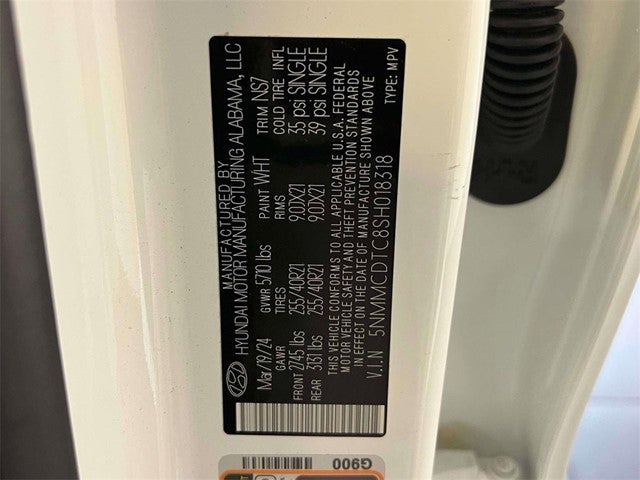 MANUFACTURED BY
HYUNDAI MOTOR MANUFACTURING ALABAMA, LLC
Mar/19/24 GVWR 5710 lbs PAINT WHT TRIM NS7
GAWR TIRES RIMS COLD TIRE INFL
FRONT 2745 lbs 255/40R21 9.0JX21 35 psi SINGLE
REAR 3131 lbs 255/40R21 9.0JX21 39 psi SINGLE
THIS VEHICLE CONFORMS TO ALL APPLICABLE U.S.A. FEDERAL
MOTOR VEHICLE SAFETY AND THEFT PREVENTION STANDARDS
IN EFFECT ON THE DATE OF MANUFACTURE SHOWN ABOVE
V.I.N 5NMMCDTC8SH018318 TYPE: MPV
G900